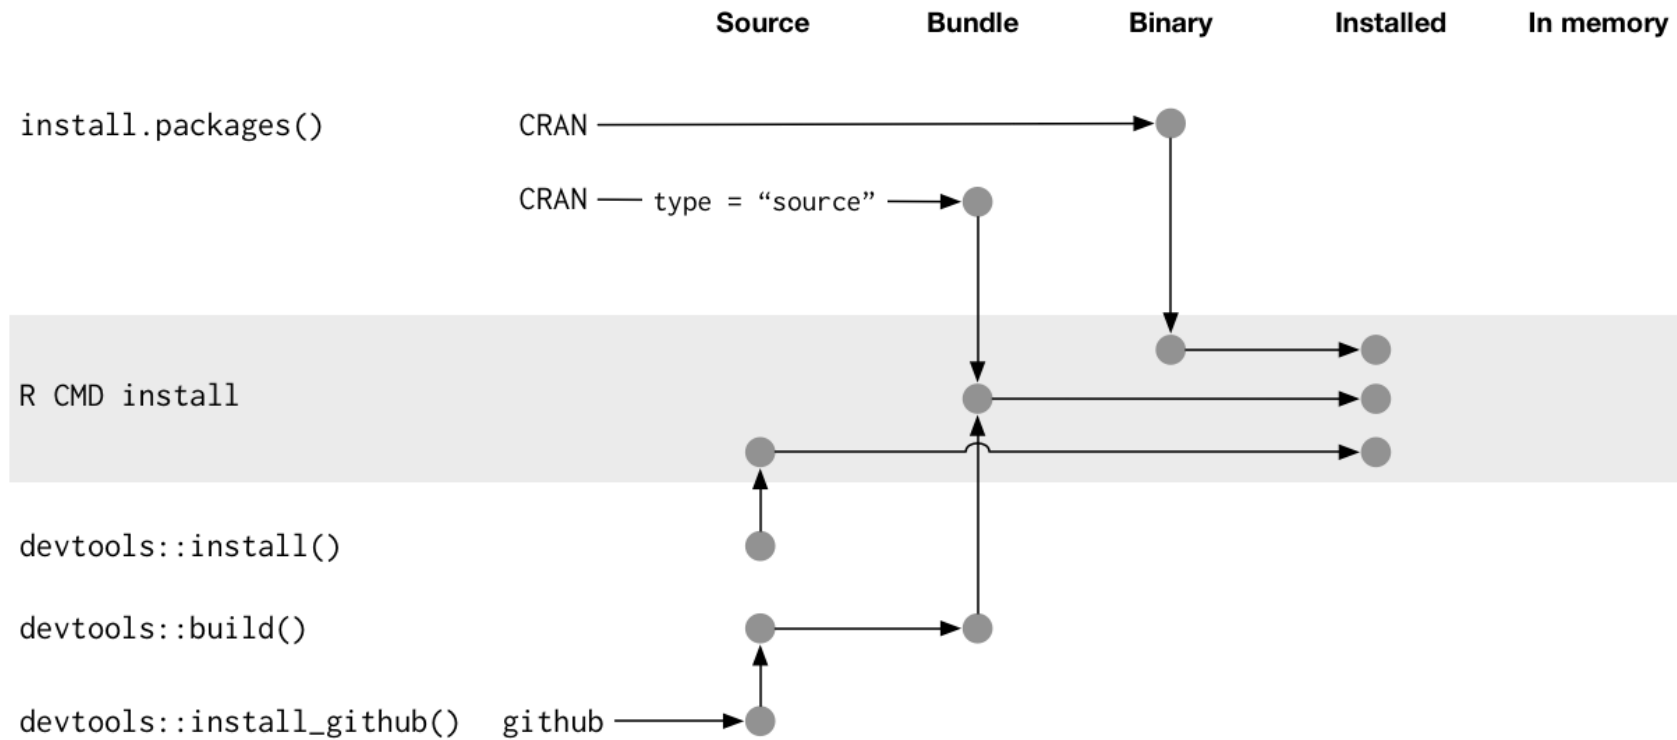 Source Bundle Binary Installed In memory
install.packages() CRAN
CRAN type = “source”
R CMD install
devtools::install()
devtools::build()
devtools::install_github() github